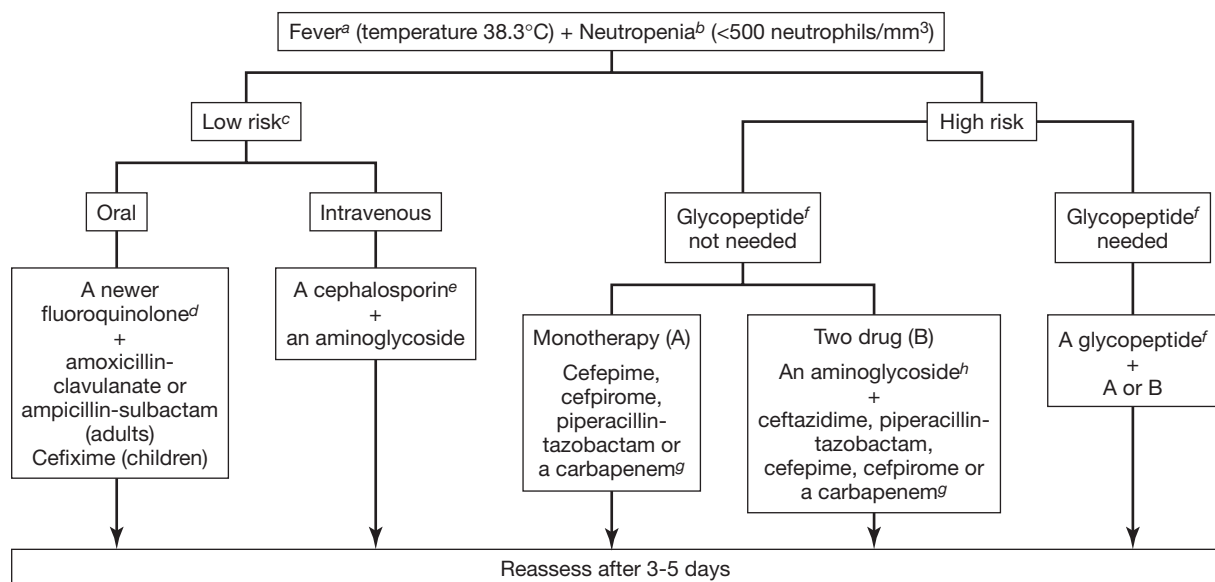 Feverᵃ (temperature 38.3°C) + Neutropeniaᵇ (<500 neutrophils/mm³)
Low riskᶜ
High risk
Oral
Intravenous
Glycopeptideᶠ
not needed
Glycopeptideᶠ
needed
A newer
fluoroquinoloneᵈ
+
amoxicillin-
clavulanate or
ampicillin-sulbactam
(adults)
Cefixime (children)
A cephalosporinᵉ
+
an aminoglycoside
Monotherapy (A)
Cefepime,
cefpirome,
piperacillin-
tazobactam or
a carbapenemᵍ
Two drug (B)
An aminoglycosideʰ
+
ceftazidime, piperacillin-
tazobactam,
cefepime, cefpirome or
a carbapenemᵍ
A glycopeptideᶠ
+
A or B
Reassess after 3-5 days